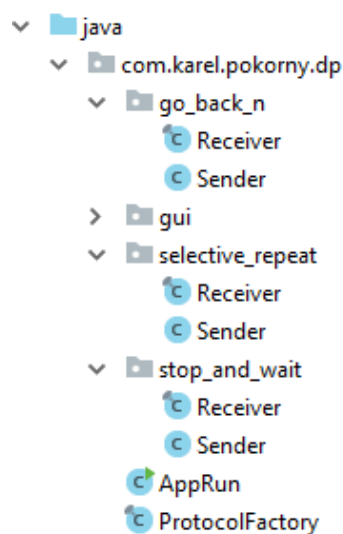 java
com.karel.pokorny.dp
go_back_n
C Receiver
C Sender
gui
selective_repeat
C Receiver
C Sender
stop_and_wait
C Receiver
C Sender
C AppRun
C ProtocolFactory